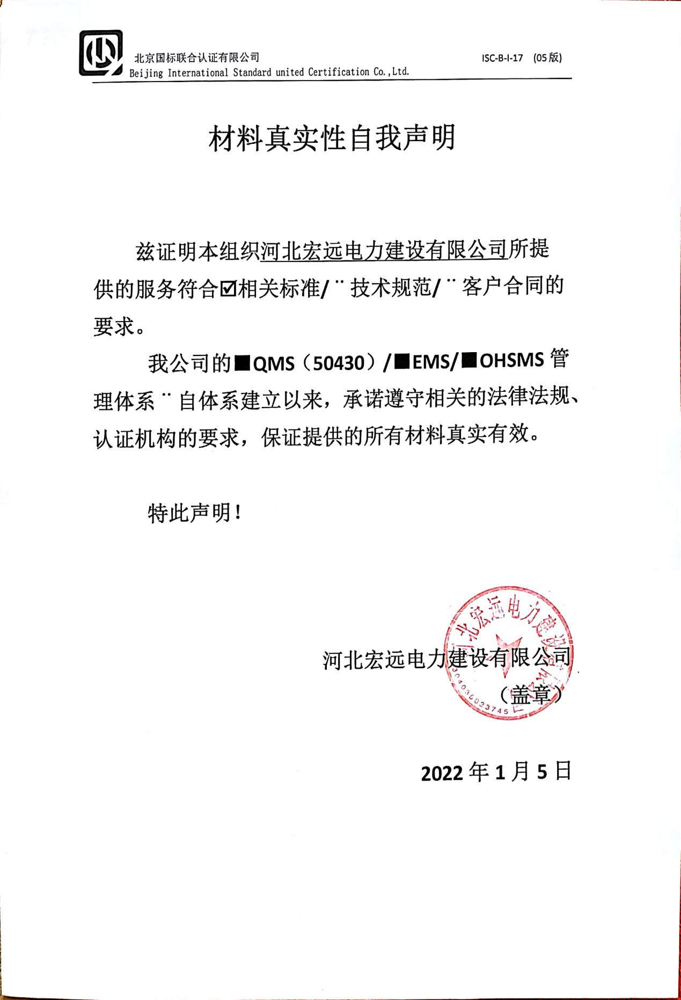 北京国标联合认证有限公司 ISC-B-I-17 (05版)
Beijing International Standard united Certification Co.,Ltd.
材料真实性自我声明
兹证明本组织河北宏远电力建设有限公司所提
供的服务符合☑相关标准/¨技术规范/¨客户合同的
要求。
我公司的■QMS（50430）/■EMS/■OHSMS 管
理体系¨自体系建立以来，承诺遵守相关的法律法规、
认证机构的要求，保证提供的所有材料真实有效。
特此声明！
河北宏远电力建设有限公司
（盖章）
河北宏远电力建设有限公司
2022 年 1 月 5 日